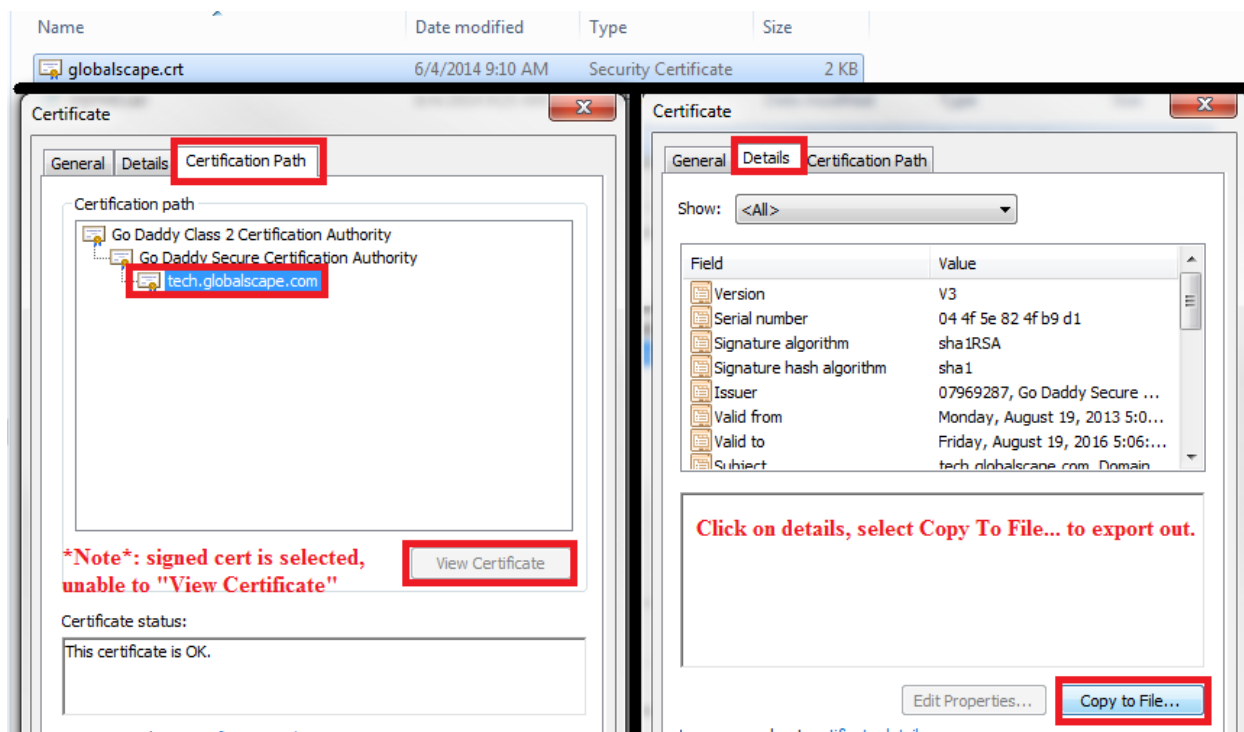 Name Date modified Type Size
globalscape.crt 6/4/2014 9:10 AM Security Certificate 2 KB
Certificate
General Details Certification Path
Certification path
Go Daddy Class 2 Certification Authority
Go Daddy Secure Certification Authority
tech.globalscape.com
*Note*: signed cert is selected,
unable to "View Certificate"
View Certificate
Certificate status:
This certificate is OK.
Certificate
General Details Certification Path
Show: <All>
Field Value
Version V3
Serial number 04 4f 5e 82 4f b9 d1
Signature algorithm sha1RSA
Signature hash algorithm sha1
Issuer 07969287, Go Daddy Secure ...
Valid from Monday, August 19, 2013 5:0...
Valid to Friday, August 19, 2016 5:06:...
Subject tech.globalscape.com, Domain
Click on details, select Copy To File... to export out.
Edit Properties... Copy to File...